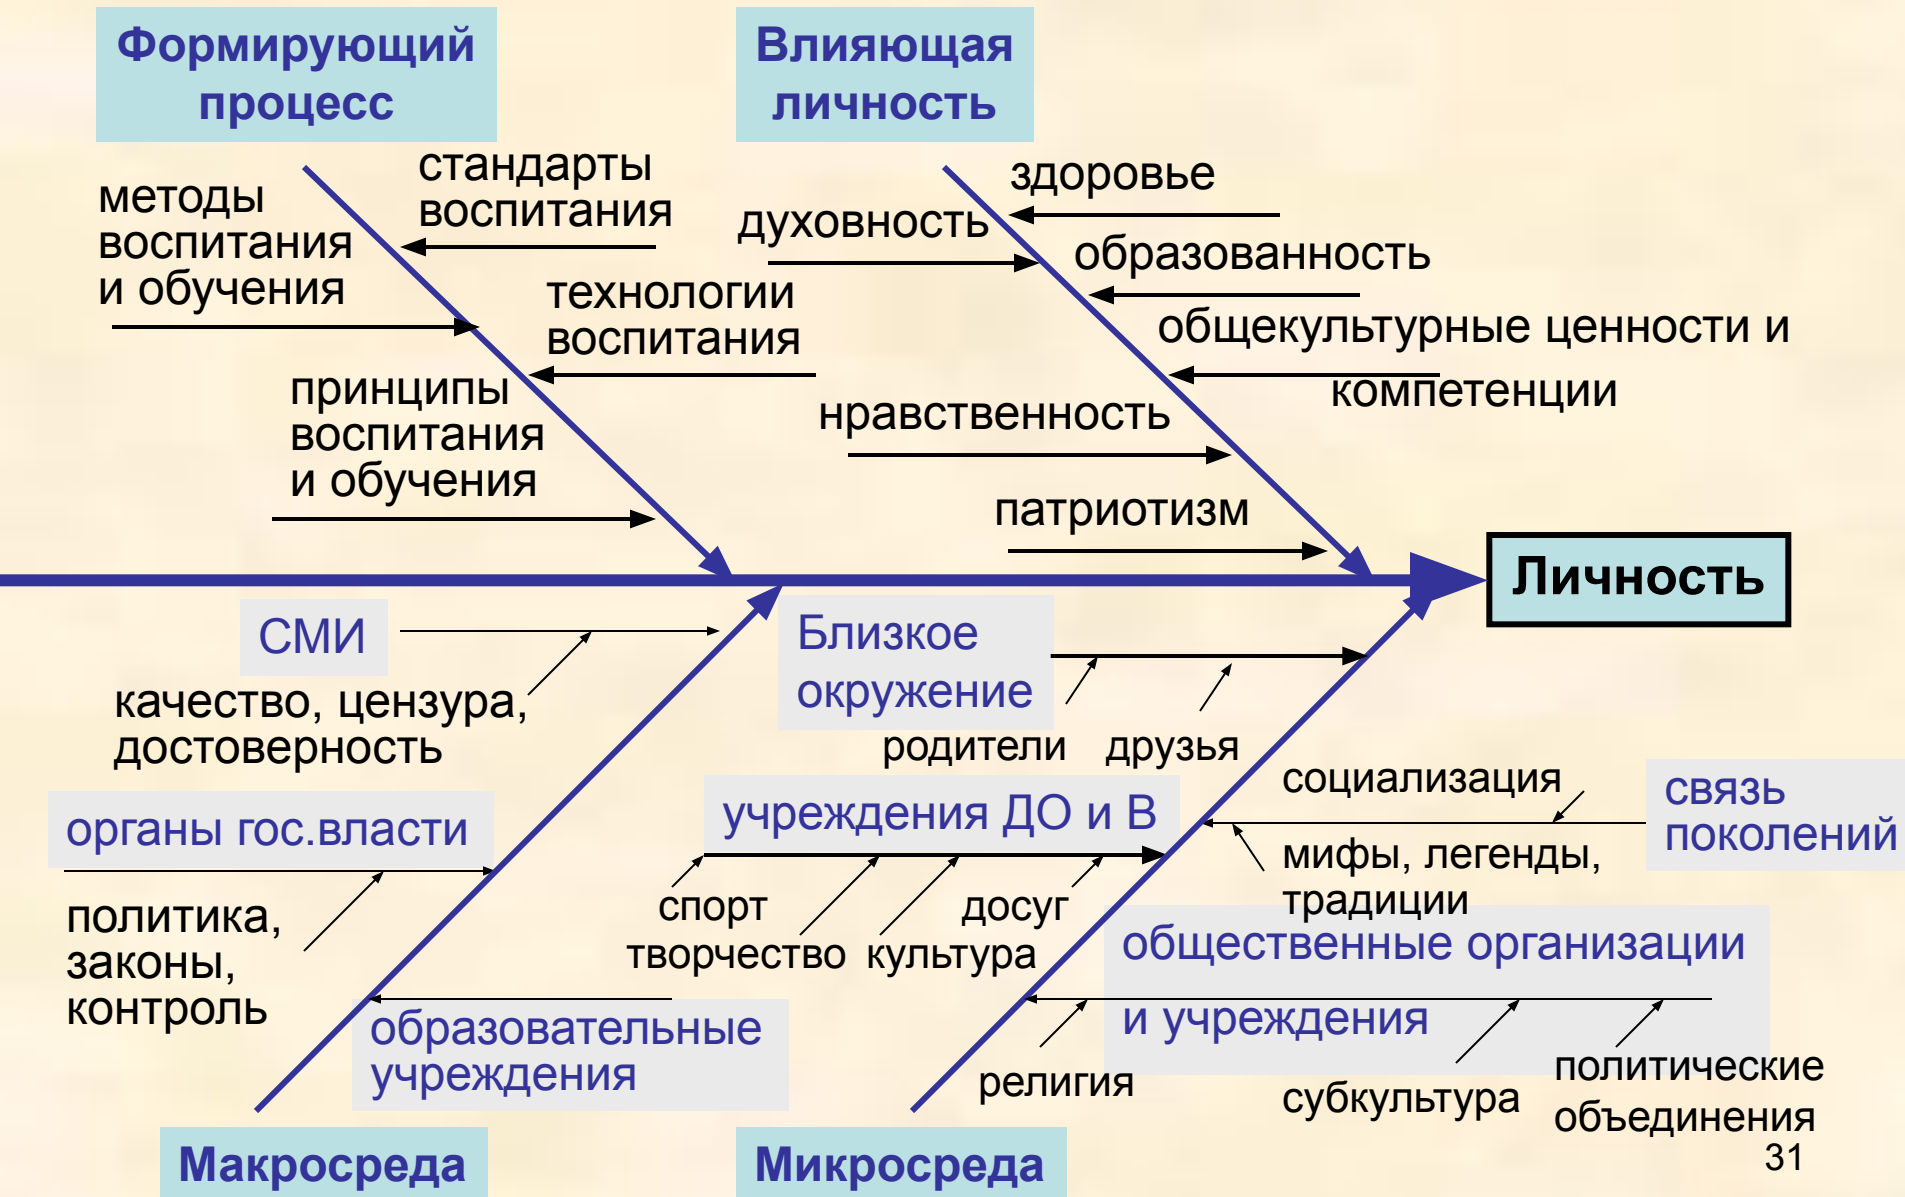 Формирующий
процесс
Влияющая
личность
стандарты
воспитания
методы
воспитания
и обучения
технологии
воспитания
принципы
воспитания
и обучения
здоровье
духовность
образованность
общекультурные ценности и
компетенции
нравственность
патриотизм
Личность
СМИ
качество, цензура,
достоверность
органы гос.власти
политика,
законы,
контроль
образовательные
учреждения
Макросреда
Близкое
окружение
родители
друзья
учреждения ДО и В
спорт
досуг
творчество
культура
социализация
связь
поколений
мифы, легенды,
традиции
общественные организации
и учреждения
религия
субкультура
политические
объединения
Микросреда
31